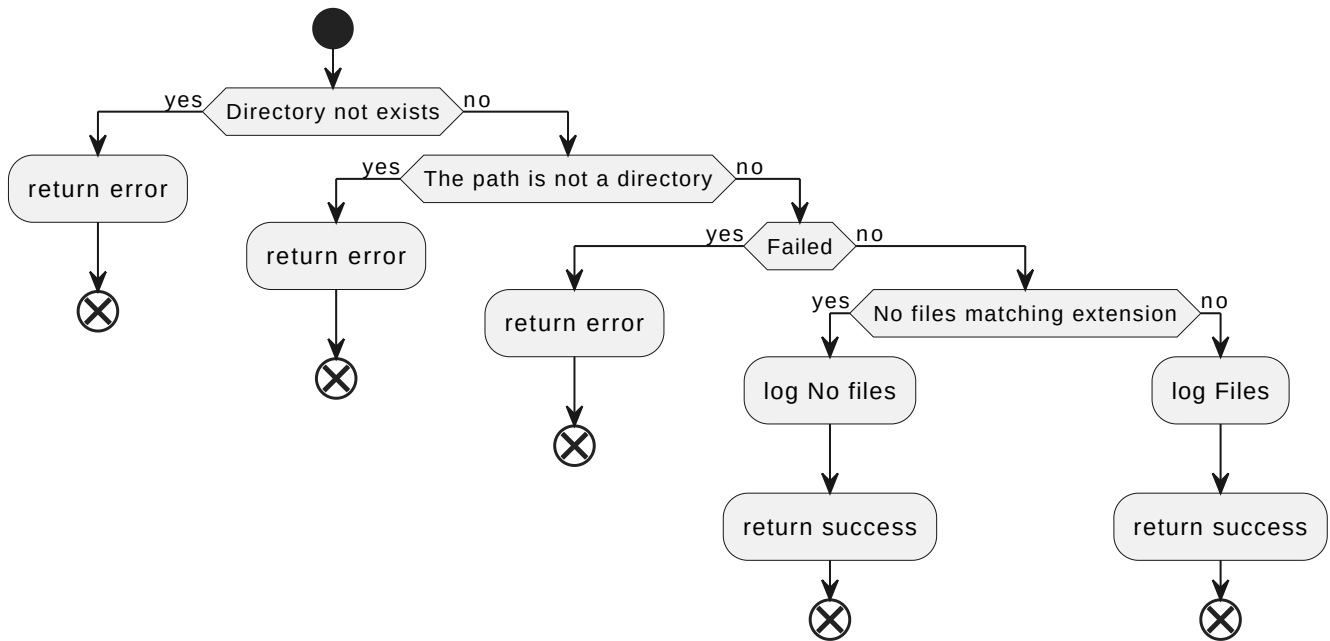 yes
Directory not exists
no
return error
yes
The path is not a directory
no
return error
yes
Failed
no
return error
yes
No files matching extension
no
log No files
log Files
return success
return success